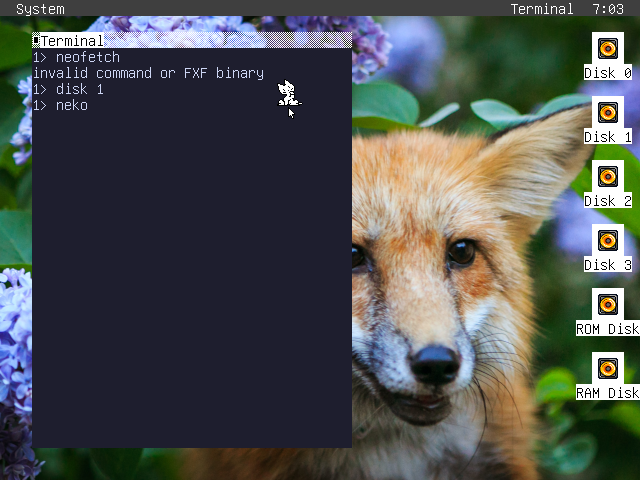 System
Terminal 7:03
Terminal
1> neofetch
invalid command or FXF binary
1> disk 1
1> neko
Disk 0
Disk 1
Disk 2
Disk 3
ROM Disk
RAM Disk